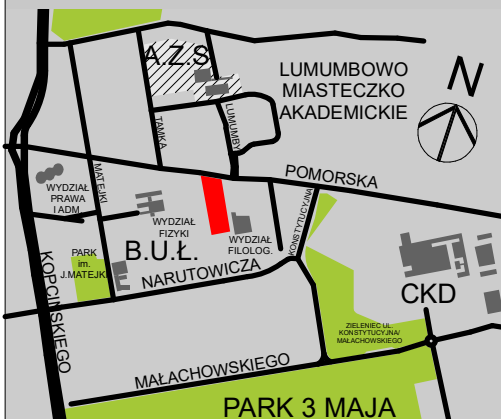 A.Z.S.
LUMUMBOWO
MIASTECZKO
AKADEMICKIE
N
TAMKA
LUMUMBY
MATEJKI
POMORSKA
WYDZIAŁ
PRAWA
I ADM.
WYDZIAŁ
FIZYKI
WYDZIAŁ
FILOLOG.
KONSTYTUCYJNA
B.U.Ł.
PARK
im.
J.MATEJKI
NARUTOWICZA
KOPCIŃSKIEGO
CKD
ZIELENIEC UL.
KONSTYTUCYJNA/
MAŁACHOWSKIEGO
MAŁACHOWSKIEGO
PARK 3 MAJA